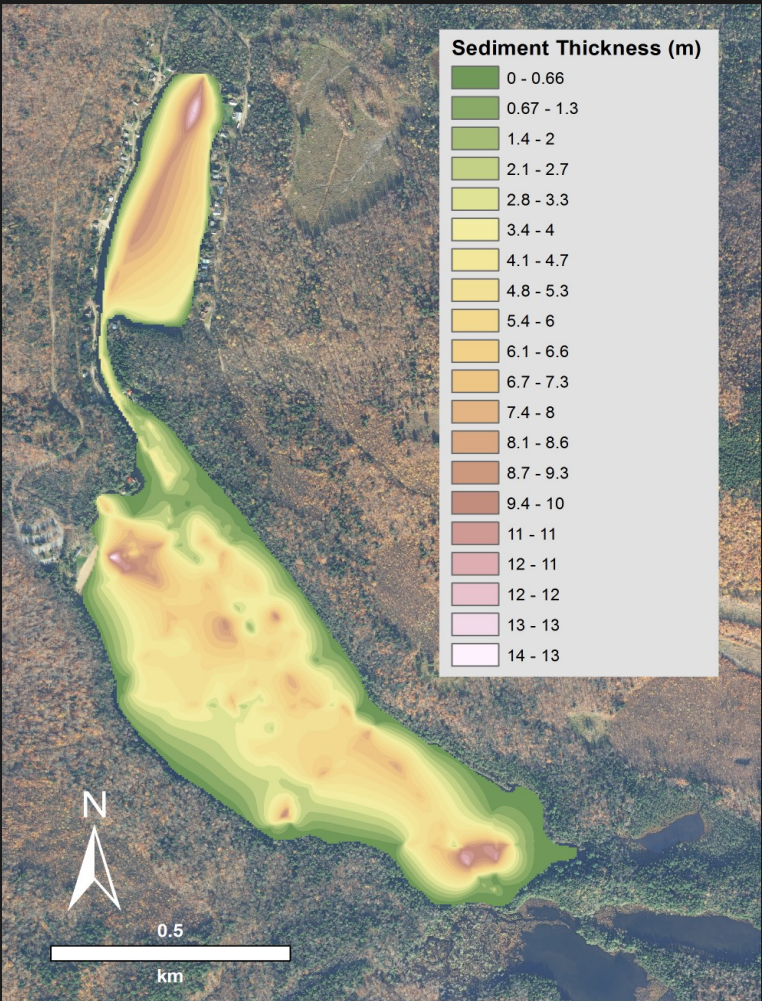 Sediment Thickness (m)
0 - 0.66
0.67 - 1.3
1.4 - 2
2.1 - 2.7
2.8 - 3.3
3.4 - 4
4.1 - 4.7
4.8 - 5.3
5.4 - 6
6.1 - 6.6
6.7 - 7.3
7.4 - 8
8.1 - 8.6
8.7 - 9.3
9.4 - 10
11 - 11
12 - 11
12 - 12
13 - 13
14 - 13
N
0.5
km